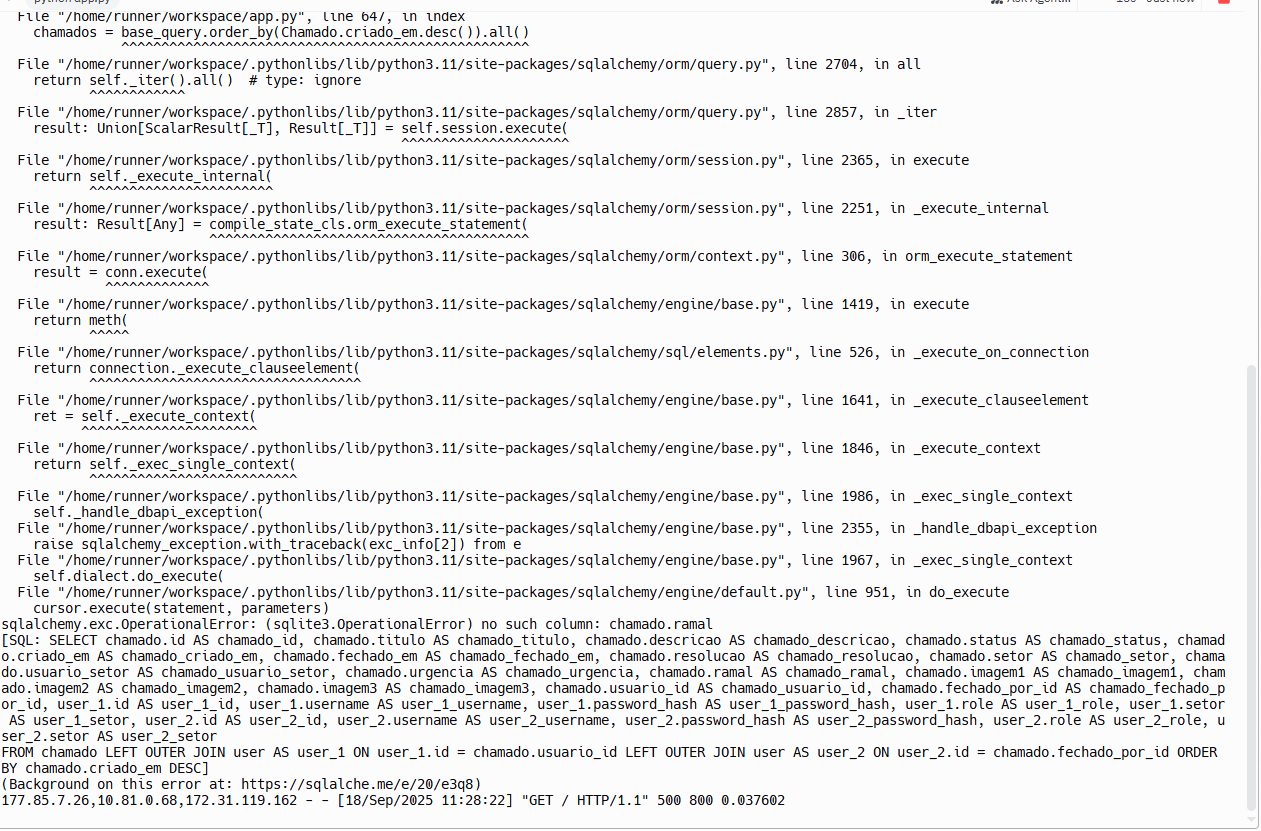 File "/home/runner/workspace/app.py", line 647, in index
chamados = base_query.order_by(Chamado.criado_em.desc()).all()
^^^^^^^^^^^^^^^^^^^^^^^^^^^^^^^^^^^^^^^^^^^^^^^^^^^
File "/home/runner/workspace/.pythonlibs/lib/python3.11/site-packages/sqlalchemy/orm/query.py", line 2704, in all
return self._iter().all()  # type: ignore
^^^^^^^^^^^^
File "/home/runner/workspace/.pythonlibs/lib/python3.11/site-packages/sqlalchemy/orm/query.py", line 2857, in _iter
result: Union[ScalarResult[_T], Result[_T]] = self.session.execute(
^^^^^^^^^^^^^^^^^^^^^
File "/home/runner/workspace/.pythonlibs/lib/python3.11/site-packages/sqlalchemy/orm/session.py", line 2365, in execute
return self._execute_internal(
^^^^^^^^^^^^^^^^^^^^^^^
File "/home/runner/workspace/.pythonlibs/lib/python3.11/site-packages/sqlalchemy/orm/session.py", line 2251, in _execute_internal
result: Result[Any] = compile_state_cls.orm_execute_statement(
^^^^^^^^^^^^^^^^^^^^^^^^^^^^^^^^^^^^^^^^
File "/home/runner/workspace/.pythonlibs/lib/python3.11/site-packages/sqlalchemy/orm/context.py", line 306, in orm_execute_statement
result = conn.execute(
^^^^^^^^^^^^^
File "/home/runner/workspace/.pythonlibs/lib/python3.11/site-packages/sqlalchemy/engine/base.py", line 1419, in execute
return meth(
^^^^^
File "/home/runner/workspace/.pythonlibs/lib/python3.11/site-packages/sqlalchemy/sql/elements.py", line 526, in _execute_on_connection
return connection._execute_clauseelement(
^^^^^^^^^^^^^^^^^^^^^^^^^^^^^^^^^^
File "/home/runner/workspace/.pythonlibs/lib/python3.11/site-packages/sqlalchemy/engine/base.py", line 1641, in _execute_clauseelement
ret = self._execute_context(
^^^^^^^^^^^^^^^^^^^^^^
File "/home/runner/workspace/.pythonlibs/lib/python3.11/site-packages/sqlalchemy/engine/base.py", line 1846, in _execute_context
return self._exec_single_context(
^^^^^^^^^^^^^^^^^^^^^^^^^^
File "/home/runner/workspace/.pythonlibs/lib/python3.11/site-packages/sqlalchemy/engine/base.py", line 1986, in _exec_single_context
self._handle_dbapi_exception(
File "/home/runner/workspace/.pythonlibs/lib/python3.11/site-packages/sqlalchemy/engine/base.py", line 2355, in _handle_dbapi_exception
raise sqlalchemy_exception.with_traceback(exc_info[2]) from e
File "/home/runner/workspace/.pythonlibs/lib/python3.11/site-packages/sqlalchemy/engine/base.py", line 1967, in _exec_single_context
self.dialect.do_execute(
File "/home/runner/workspace/.pythonlibs/lib/python3.11/site-packages/sqlalchemy/engine/default.py", line 951, in do_execute
cursor.execute(statement, parameters)
sqlalchemy.exc.OperationalError: (sqlite3.OperationalError) no such column: chamado.ramal
[SQL: SELECT chamado.id AS chamado_id, chamado.titulo AS chamado_titulo, chamado.descricao AS chamado_descricao, chamado.status AS chamado_status, chamad
o.criado_em AS chamado_criado_em, chamado.fechado_em AS chamado_fechado_em, chamado.resolucao AS chamado_resolucao, chamado.setor AS chamado_setor, chama
do.usuario_setor AS chamado_usuario_setor, chamado.urgencia AS chamado_urgencia, chamado.ramal AS chamado_ramal, chamado.imagem1 AS chamado_imagem1, cham
ado.imagem2 AS chamado_imagem2, chamado.imagem3 AS chamado_imagem3, chamado.usuario_id AS chamado_usuario_id, chamado.fechado_por_id AS chamado_fechado_p
or_id, user_1.id AS user_1_id, user_1.username AS user_1_username, user_1.password_hash AS user_1_password_hash, user_1.role AS user_1_role, user_1.setor
AS user_1_setor, user_2.id AS user_2_id, user_2.username AS user_2_username, user_2.password_hash AS user_2_password_hash, user_2.role AS user_2_role, u
ser_2.setor AS user_2_setor
FROM chamado LEFT OUTER JOIN user AS user_1 ON user_1.id = chamado.usuario_id LEFT OUTER JOIN user AS user_2 ON user_2.id = chamado.fechado_por_id ORDER
BY chamado.criado_em DESC]
(Background on this error at: https://sqlalche.me/e/20/e3q8)
177.85.7.26,10.81.0.68,172.31.119.162 - - [18/Sep/2025 11:28:22] "GET / HTTP/1.1" 500 800 0.037602